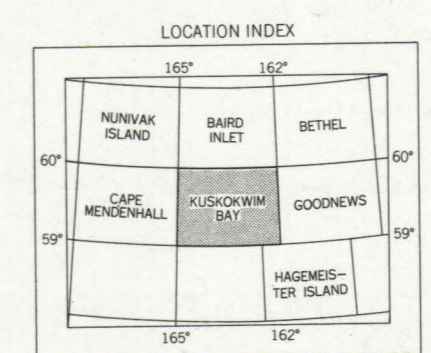 LOCATION INDEX
165° 162°
NUNIVAK
ISLAND
BAIRD
INLET
BETHEL
60° 60°
CAPE
MENDENHALL
KUSKOKWIM
BAY
GOODNEWS
59° 59°
HAGEMEIS-
TER ISLAND
165° 162°